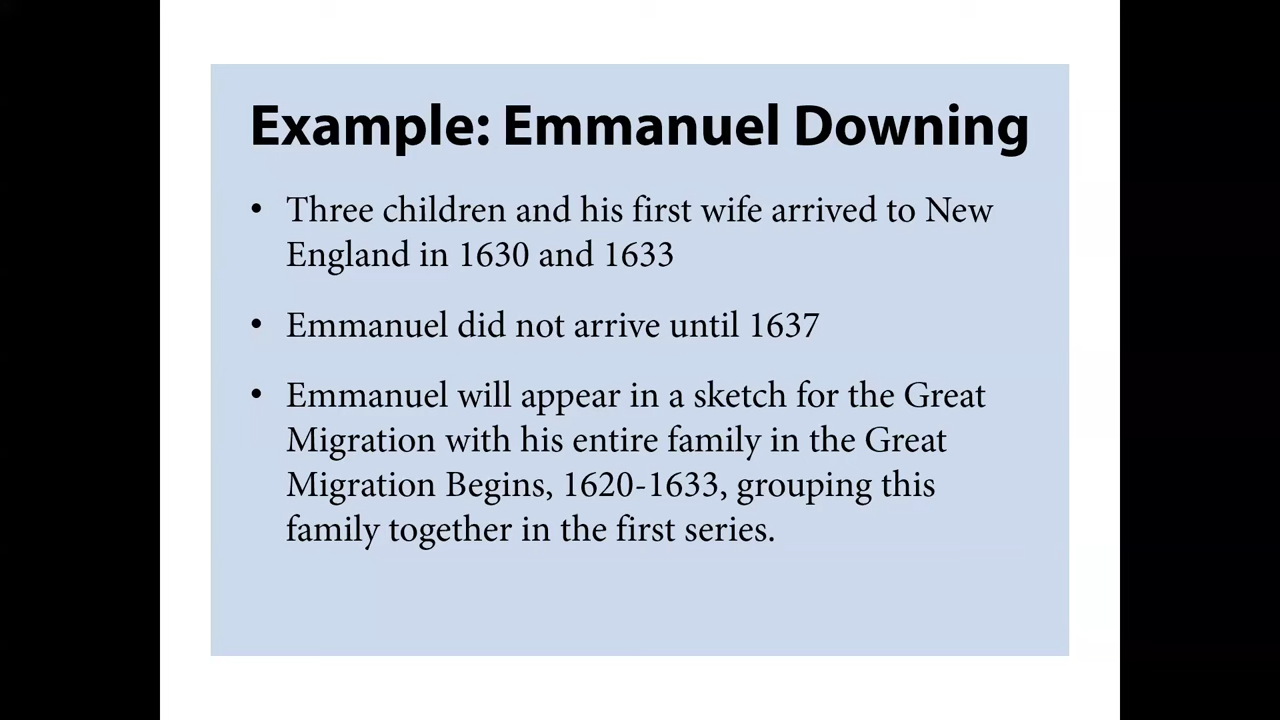 Example: Emmanuel Downing
• Three children and his first wife arrived to New
England in 1630 and 1633
• Emmanuel did not arrive until 1637
• Emmanuel will appear in a sketch for the Great
Migration with his entire family in the Great
Migration Begins, 1620-1633, grouping this
family together in the first series.